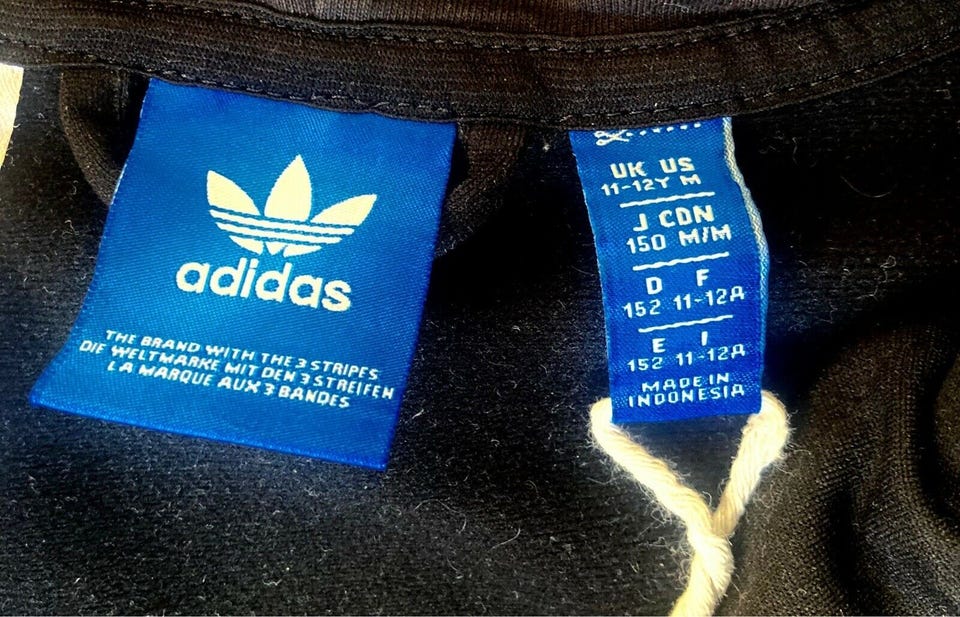 adidas
THE BRAND WITH THE 3 STRIPES
DIE WELTMARKE MIT DEN 3 STREIFEN
LA MARQUE AUX 3 BANDES
UK US
11-12Y M
J CDN
150 M/M
D F
152 11-12A
E I
152 11-12A
MADE IN
INDONESIA